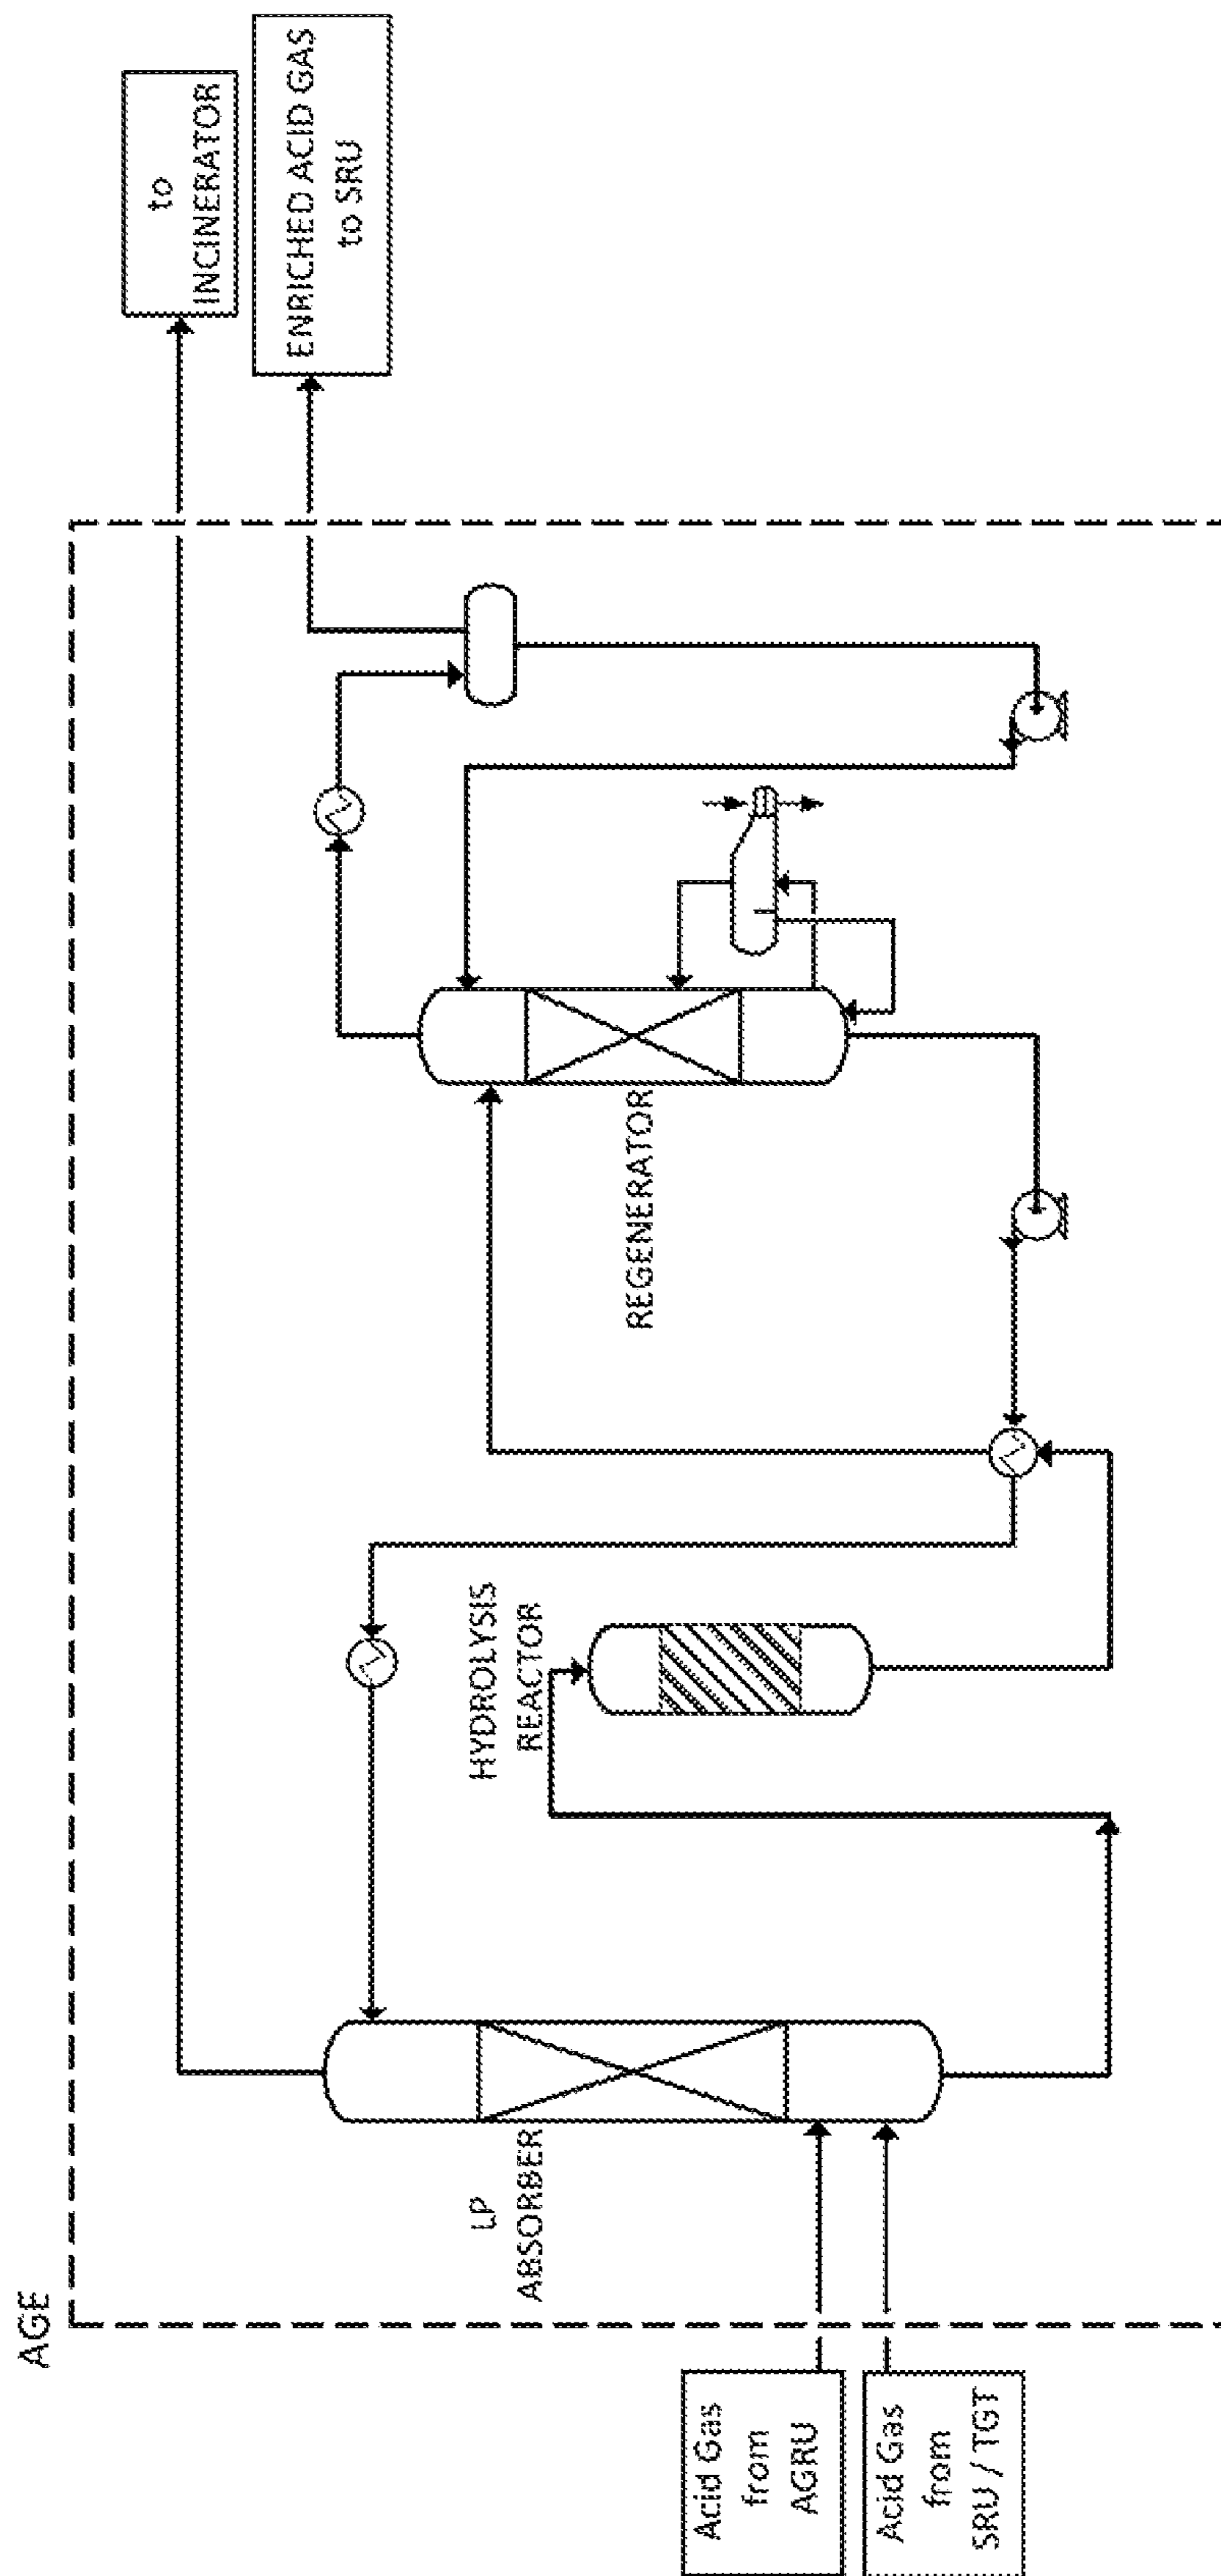 AGE
to
INCINERATOR
ENRICHED ACID GAS
to SRU
LP
ABSORBER
HYDROLYSIS
REACTOR
REGENERATOR
Acid Gas
from
AGRU
Acid Gas
from
SRU / TGT